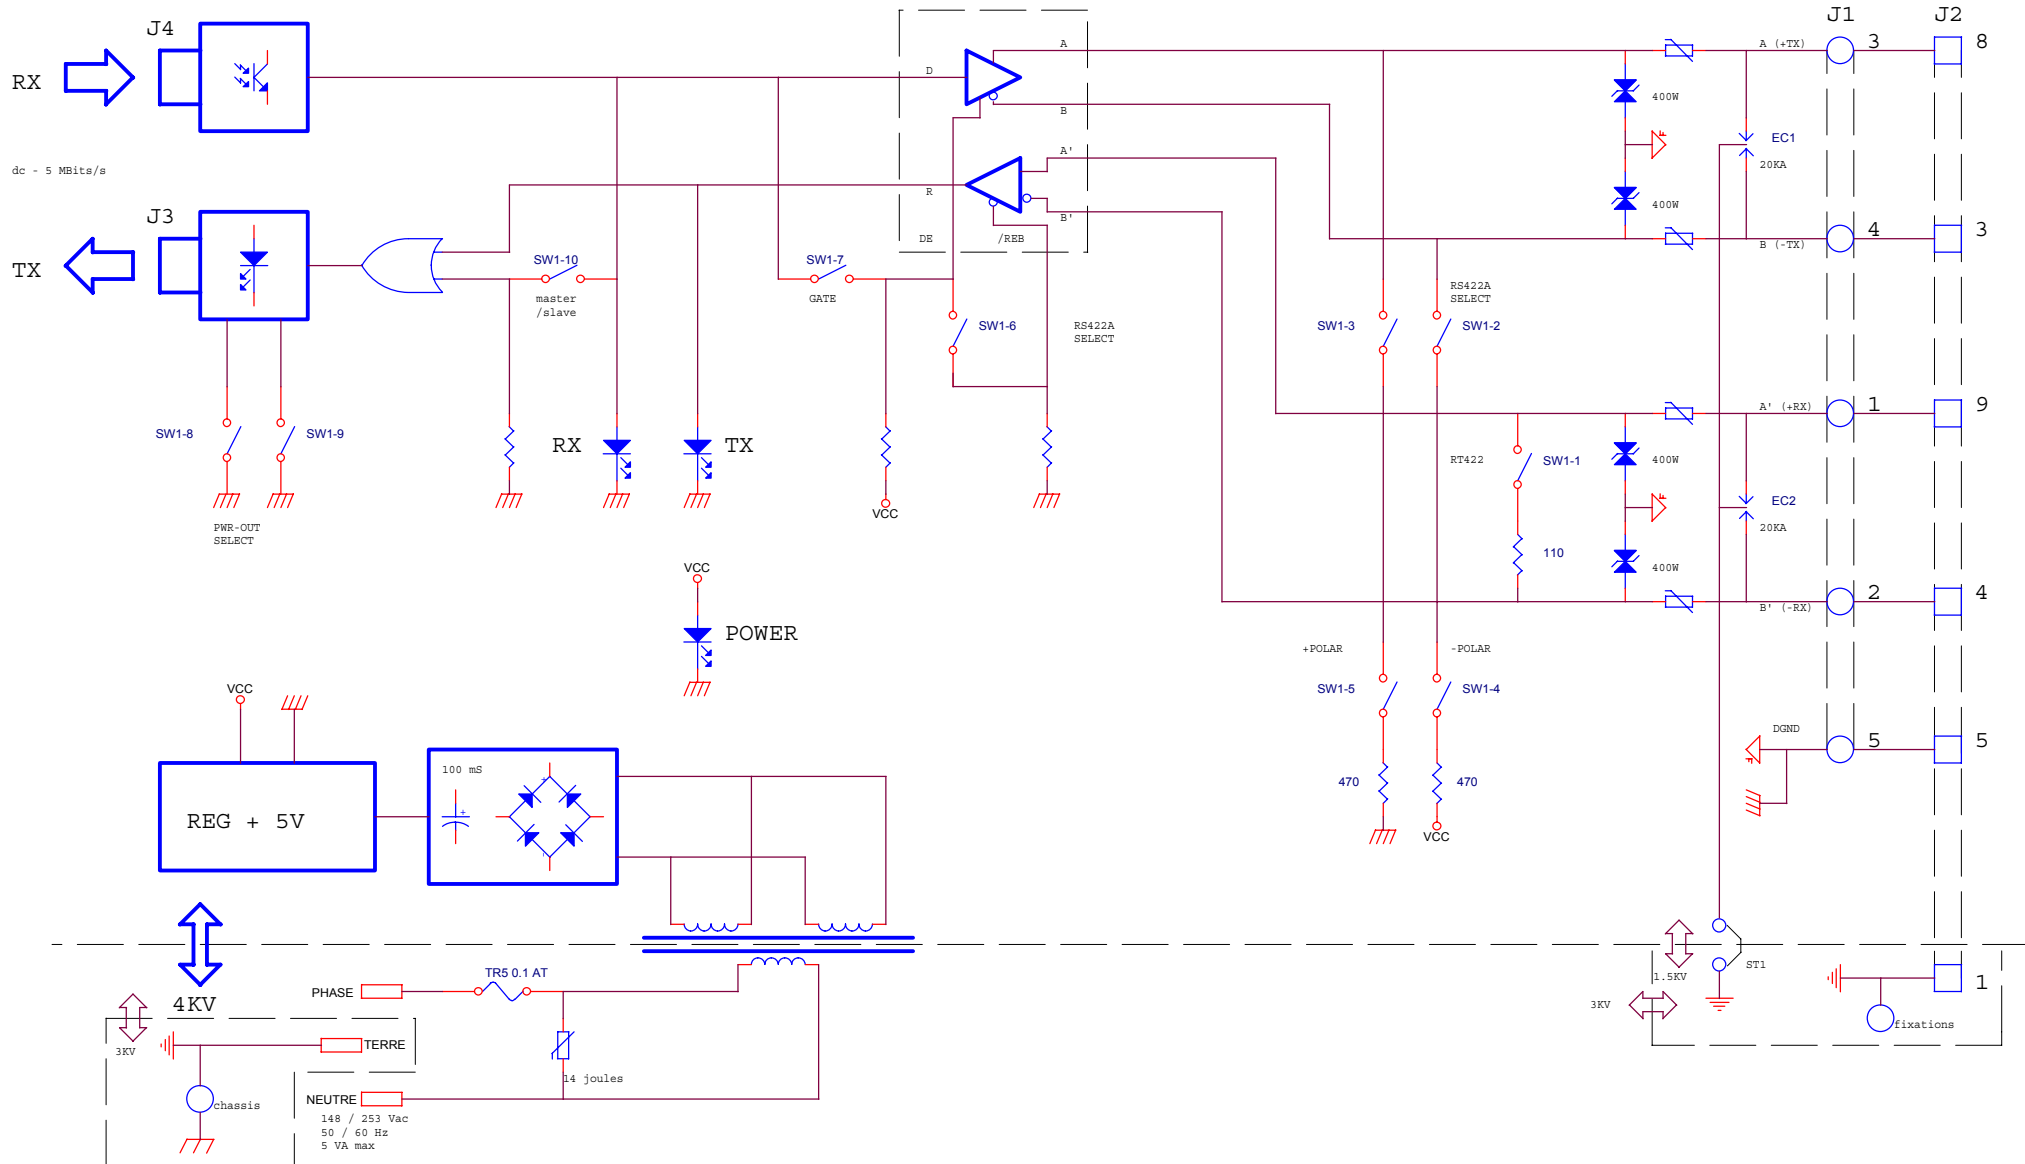 J4
J1
J2
RX
A
A (+TX)
3
8
D
400W
B
EC1
20KA
dc - 5 MBits/s
A'
R
400W
J3
B'
4
3
DE
/REB
B (-TX)
TX
SW1-10
SW1-7
master
/slave
GATE
RS422A
SELECT
SW1-6
RS422A
SELECT
SW1-3
SW1-2
A' (+RX)
1
9
SW1-8
SW1-9
RX
TX
RT422
SW1-1
400W
EC2
20KA
VCC
PWR-OUT
SELECT
110
400W
VCC
B' (-RX)
2
4
POWER
+POLAR
-POLAR
VCC
SW1-5
SW1-4
DGND
5
5
100 mS
+
+
470
470
REG + 5V
VCC
-
ST1
1.5KV
TR5 0.1 AT
PHASE
4KV
3KV
1
fixations
3KV
TERRE
14 joules
chassis
NEUTRE
148 / 253 Vac
50 / 60 Hz
5 VA max